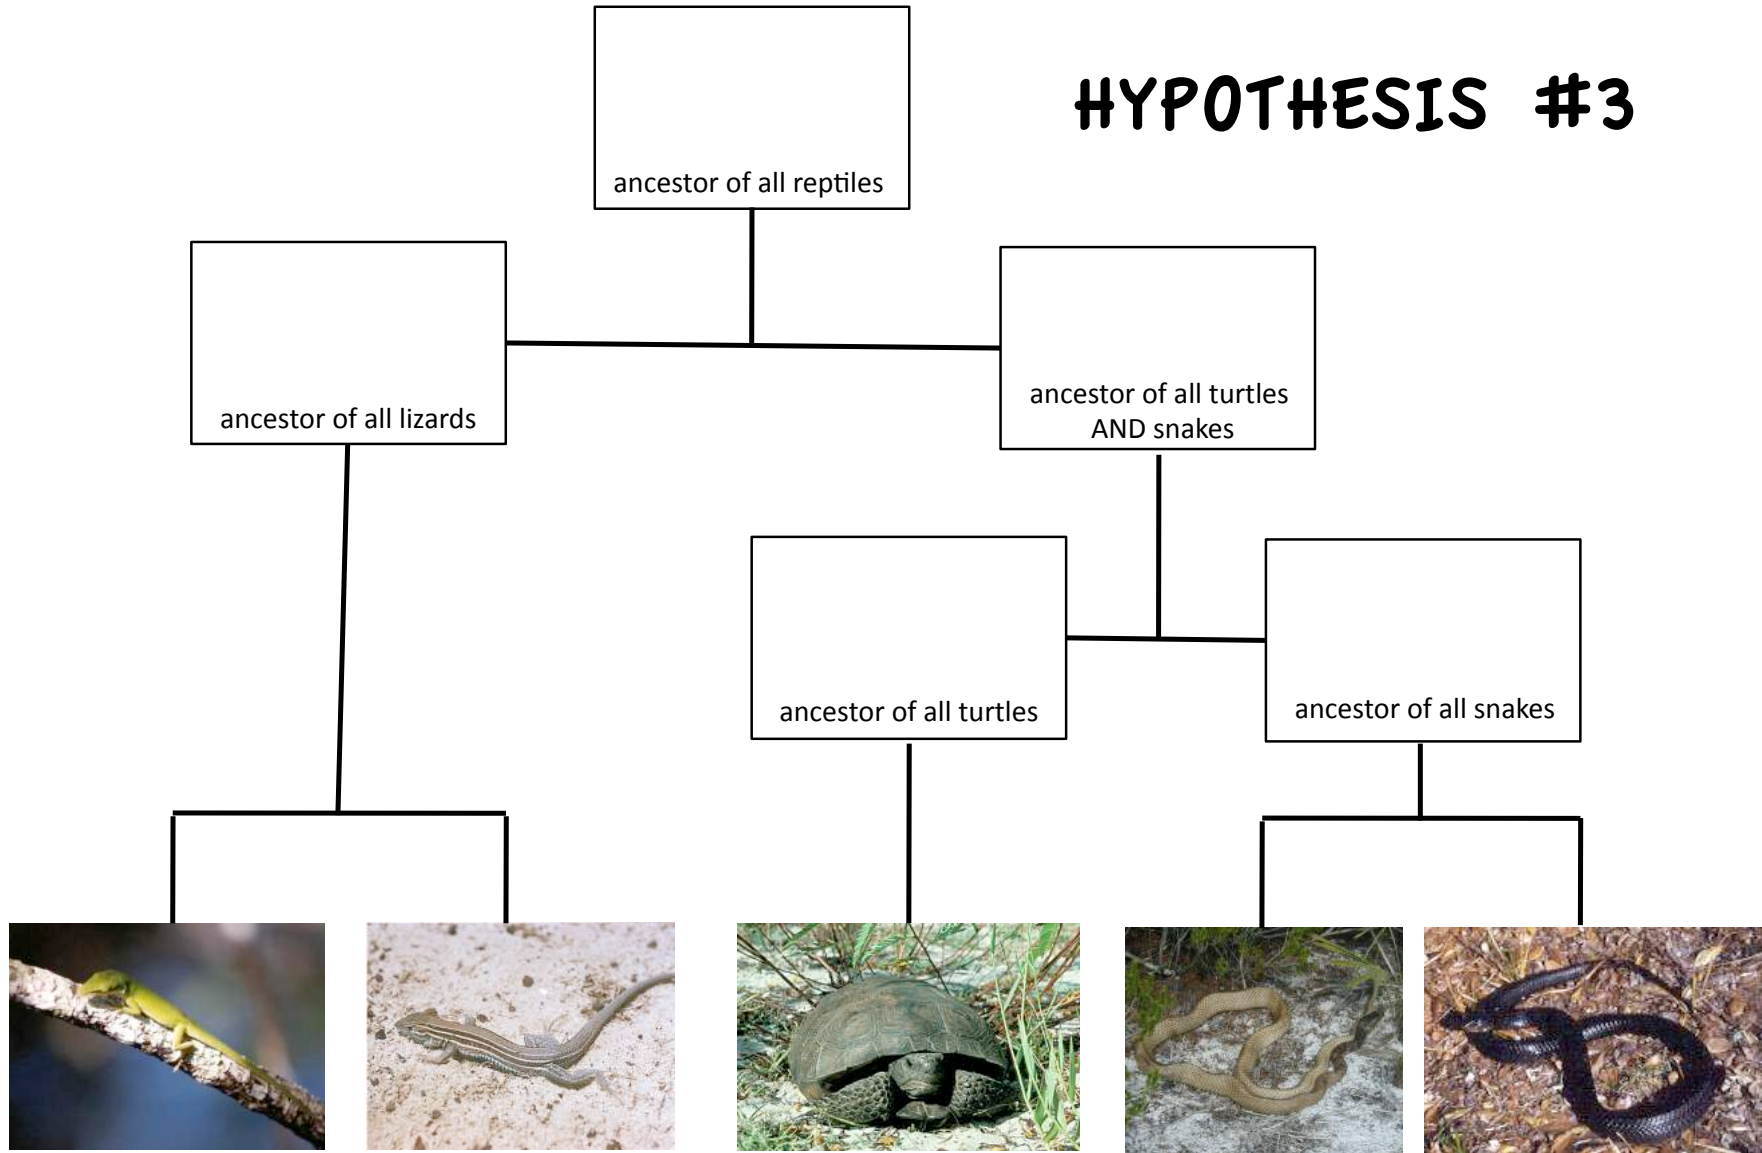 HYPOTHESIS #3
ancestor of all reptiles
ancestor of all lizards
ancestor of all turtles
AND snakes
ancestor of all turtles
ancestor of all snakes